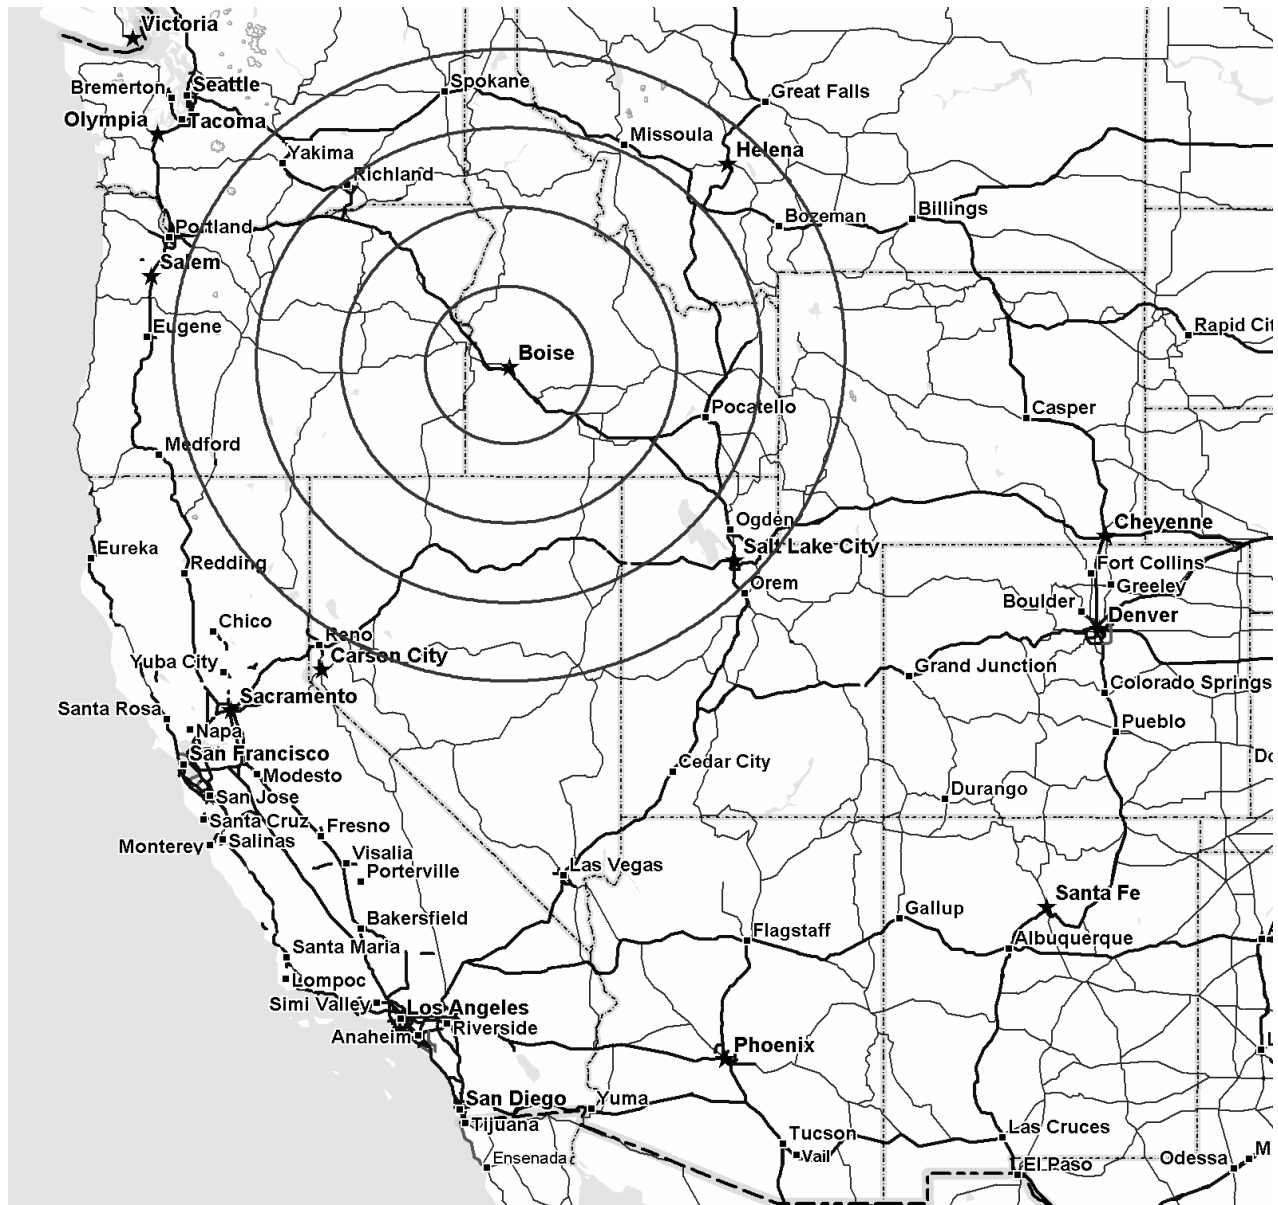 Victoria
Spokane
Bremerton
Seattle
Great Falls
Olympia
Tacoma
Missoula
Helena
Yakima
Richland
Portland
Bozeman
Billings
Salem
Eugene
Rapid Cit
Boise
Pocatello
Casper
Medford
Ogden
Cheyenne
Eureka
Redding
Salt Lake City
Fort Collins
Orem
Greeley
Boulder
Denver
Chico
Reno
Carson City
Yuba City
Grand Junction
Colorado Springs
Sacramento
Santa Rosa
Napa
Pueblo
San Francisco
Modesto
Cedar City
Do
San Jose
Durango
Santa Cruz
Fresno
Monterey
Salinas
Visalia
Porterville
Las Vegas
Santa Fe
Bakersfield
Gallup
Flagstaff
Albuquerque
A
Santa Maria
Lompoc
Simi Valley
Los Angeles
Anaheim
Riverside
L
Phoenix
San Diego
Yuma
Tijuana
Tucson
Las Cruces
Vail
Ensenada
El Paso
Odessa
M